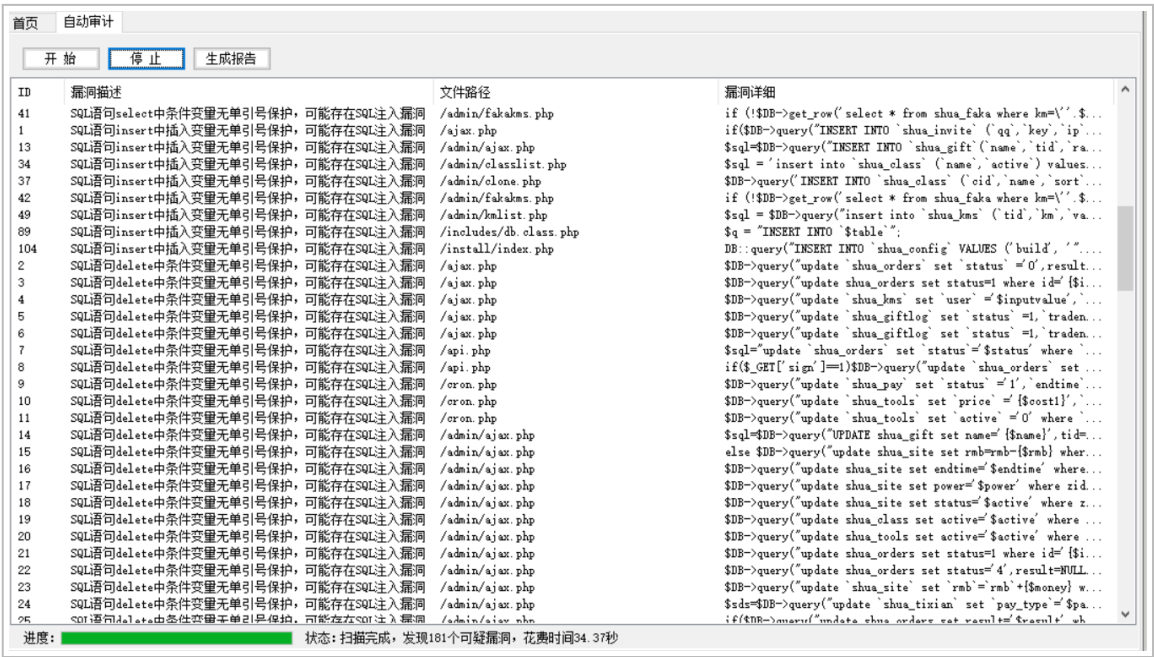 首页 自动审计
开 始 停 止 生成报告
ID 漏洞描述 文件路径 漏洞详细
41 SQL语句select中条件变量无单引号保护，可能存在SQL注入漏洞 /admin/fakakms.php if (!$DB->get_row('select * from shua_faka where km=\''.$...
1 SQL语句insert中插入变量无单引号保护，可能存在SQL注入漏洞 /ajax.php if($DB->query("INSERT INTO `shua_invite` (`qq`,`key`,`ip`...
13 SQL语句insert中插入变量无单引号保护，可能存在SQL注入漏洞 /admin/ajax.php $sql=$DB->query("INSERT INTO `shua_gift`(`name`,`tid`,`ra...
34 SQL语句insert中插入变量无单引号保护，可能存在SQL注入漏洞 /admin/classlist.php $sql = 'insert into `shua_class` (`name`,`active`) values...
37 SQL语句insert中插入变量无单引号保护，可能存在SQL注入漏洞 /admin/clone.php $DB->query('INSERT INTO `shua_class` (`cid`,`name`,`sort`...
42 SQL语句insert中插入变量无单引号保护，可能存在SQL注入漏洞 /admin/fakakms.php if (!$DB->get_row('select * from shua_faka where km=\''.$...
49 SQL语句insert中插入变量无单引号保护，可能存在SQL注入漏洞 /admin/kmlist.php $sql = $DB->query("insert into `shua_kms` (`tid`,`km`,`va...
89 SQL语句insert中插入变量无单引号保护，可能存在SQL注入漏洞 /includes/db.class.php $q = "INSERT INTO `$table`";
104 SQL语句insert中插入变量无单引号保护，可能存在SQL注入漏洞 /install/index.php DB::query("INSERT INTO `shua_config` VALUES ('build', '"....
2 SQL语句delete中条件变量无单引号保护，可能存在SQL注入漏洞 /ajax.php $DB->query("update `shua_orders` set `status` ='0',result...
3 SQL语句delete中条件变量无单引号保护，可能存在SQL注入漏洞 /ajax.php $DB->query("update shua_orders set status=1 where id='{$i...
4 SQL语句delete中条件变量无单引号保护，可能存在SQL注入漏洞 /ajax.php $DB->query("update `shua_kms` set `user` ='$inputvalue',`...
5 SQL语句delete中条件变量无单引号保护，可能存在SQL注入漏洞 /ajax.php $DB->query("update `shua_giftlog` set `status` =1,`traden...
6 SQL语句delete中条件变量无单引号保护，可能存在SQL注入漏洞 /ajax.php $DB->query("update `shua_giftlog` set `status` =1,`traden...
7 SQL语句delete中条件变量无单引号保护，可能存在SQL注入漏洞 /api.php $sql="update `shua_orders` set `status`='$status' where `...
8 SQL语句delete中条件变量无单引号保护，可能存在SQL注入漏洞 /api.php if($_GET['sign']==1)$DB->query("update `shua_orders` set ...
9 SQL语句delete中条件变量无单引号保护，可能存在SQL注入漏洞 /cron.php $DB->query("update `shua_pay` set `status` ='1',`endtime`...
10 SQL语句delete中条件变量无单引号保护，可能存在SQL注入漏洞 /cron.php $DB->query("update `shua_tools` set `price` ='{$cost1}',`...
11 SQL语句delete中条件变量无单引号保护，可能存在SQL注入漏洞 /cron.php $DB->query("update `shua_tools` set `active` ='0' where `...
14 SQL语句delete中条件变量无单引号保护，可能存在SQL注入漏洞 /admin/ajax.php $sql=$DB->query("UPDATE shua_gift set name='{$name}',tid=...
15 SQL语句delete中条件变量无单引号保护，可能存在SQL注入漏洞 /admin/ajax.php else $DB->query("update shua_site set rmb=rmb-{$rmb} wher...
16 SQL语句delete中条件变量无单引号保护，可能存在SQL注入漏洞 /admin/ajax.php $DB->query("update shua_site set endtime='$endtime' where...
17 SQL语句delete中条件变量无单引号保护，可能存在SQL注入漏洞 /admin/ajax.php $DB->query("update shua_site set power='$power' where zid...
18 SQL语句delete中条件变量无单引号保护，可能存在SQL注入漏洞 /admin/ajax.php $DB->query("update shua_site set status='$active' where z...
19 SQL语句delete中条件变量无单引号保护，可能存在SQL注入漏洞 /admin/ajax.php $DB->query("update shua_class set active='$active' where ...
20 SQL语句delete中条件变量无单引号保护，可能存在SQL注入漏洞 /admin/ajax.php $DB->query("update shua_tools set active='$active' where ...
21 SQL语句delete中条件变量无单引号保护，可能存在SQL注入漏洞 /admin/ajax.php $DB->query("update shua_orders set status=1 where id='{$i...
22 SQL语句delete中条件变量无单引号保护，可能存在SQL注入漏洞 /admin/ajax.php $DB->query("update shua_orders set status='4',result=NULL...
23 SQL语句delete中条件变量无单引号保护，可能存在SQL注入漏洞 /admin/ajax.php $DB->query("update `shua_site` set `rmb`=`rmb`+{$money} w...
24 SQL语句delete中条件变量无单引号保护，可能存在SQL注入漏洞 /admin/ajax.php $sds=$DB->query("update `shua_tixian` set `pay_type`='$pa...
25 SQL语句delete中条件变量无单引号保护，可能存在SQL注入漏洞 /admin/ajax.php if($DB->query("update shua_orders set result='$result' wh...
进度： 状态：扫描完成，发现181个可疑漏洞，花费时间34.37秒